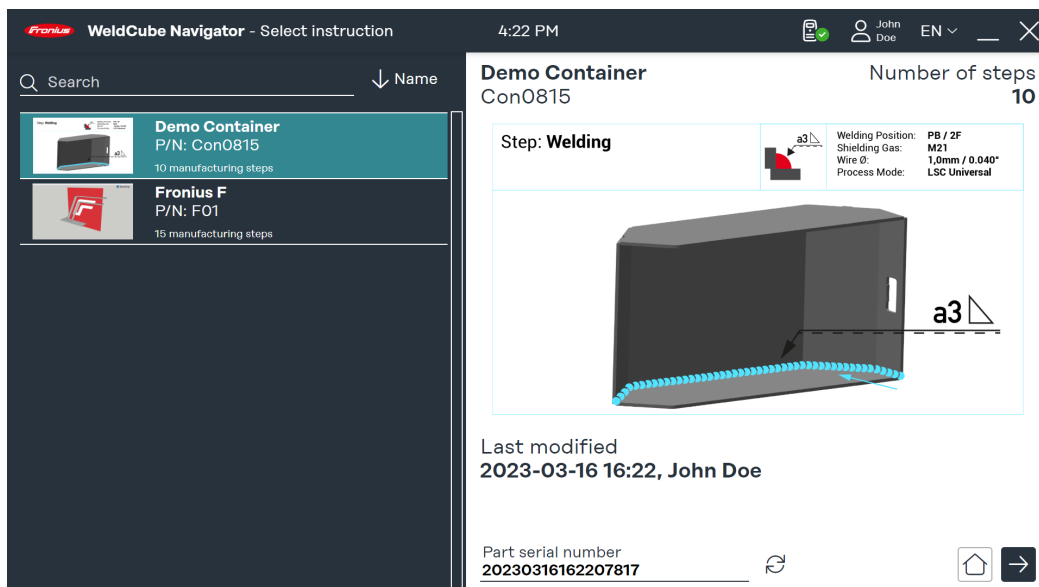 Fronius WeldCube Navigator - Select instruction 4:22 PM John Doe EN
Search Name
Demo Container
P/N: Con0815
10 manufacturing steps
Fronius F
P/N: F01
15 manufacturing steps
Demo Container Number of steps
Con0815 10
Step: Welding
a3
Welding Position: PB / 2F
Shielding Gas: M21
Wire Ø: 1,0mm / 0.040"
Process Mode: LSC Universal
a3
Last modified
2023-03-16 16:22, John Doe
Part serial number
20230316162207817